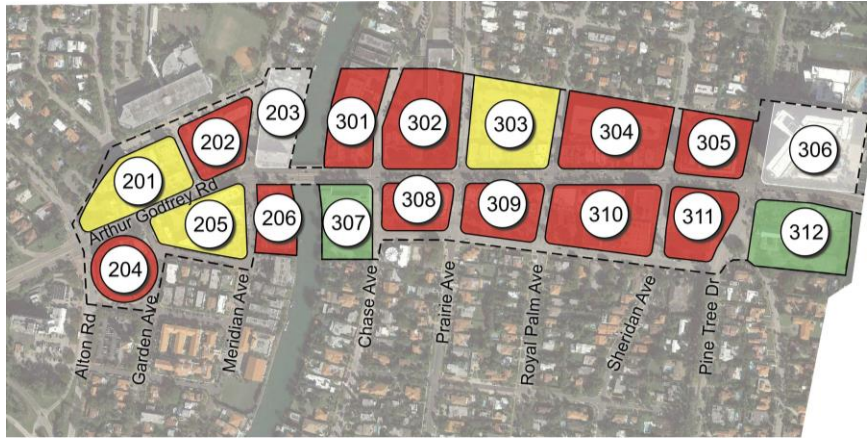 201
202
203
301
302
303
304
305
306
Arthur Godfrey Rd
204
205
206
307
308
309
310
311
312
Alton Rd
Garden Ave
Meridian Ave
Chase Ave
Prairie Ave
Royal Palm Ave
Sheridan Ave
Pine Tree Dr